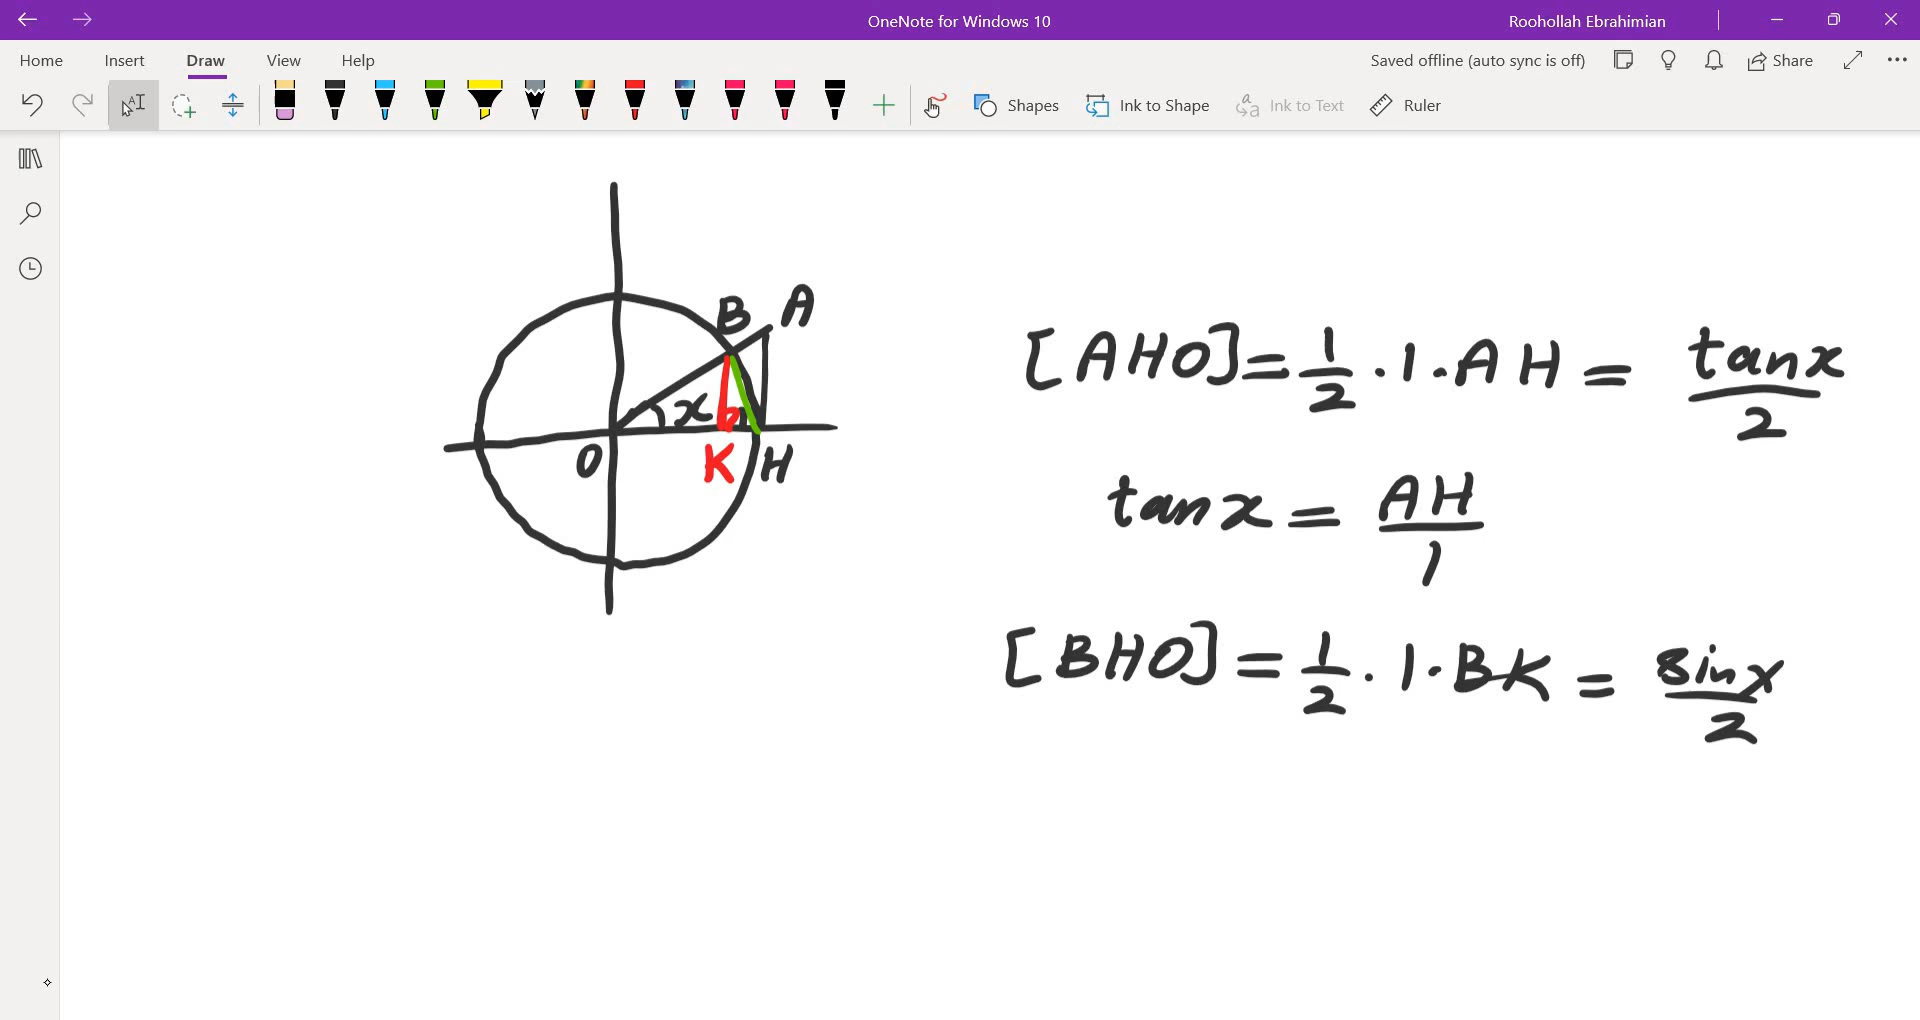 OneNote for Windows 10
Roohollah Ebrahimian
Home Insert Draw View Help
Saved offline (auto sync is off) Share
Shapes Ink to Shape Ink to Text Ruler
B A
x
O K H
[AHO] = 1/2 · 1 · AH = tanx/2
tanx = AH/1
[BHO] = 1/2 · 1 · BK = sinx/2